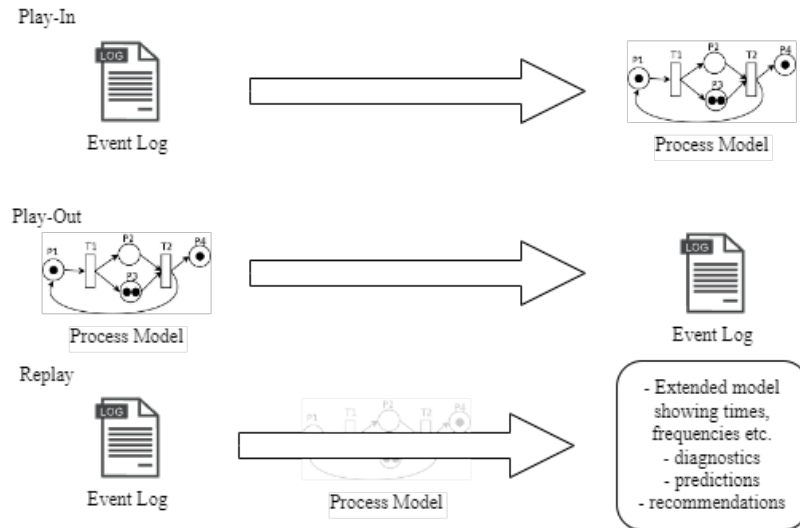 Play-In
LOG
Event Log
P1
T1
P2
P3
T2
P4
Process Model
Play-Out
P1
T1
P2
P3
T2
P4
Process Model
LOG
Event Log
Replay
LOG
Event Log
P1
T1
P2
T2
P4
Process Model
- Extended model
showing times,
frequencies etc.
- diagnostics
- predictions
- recommendations